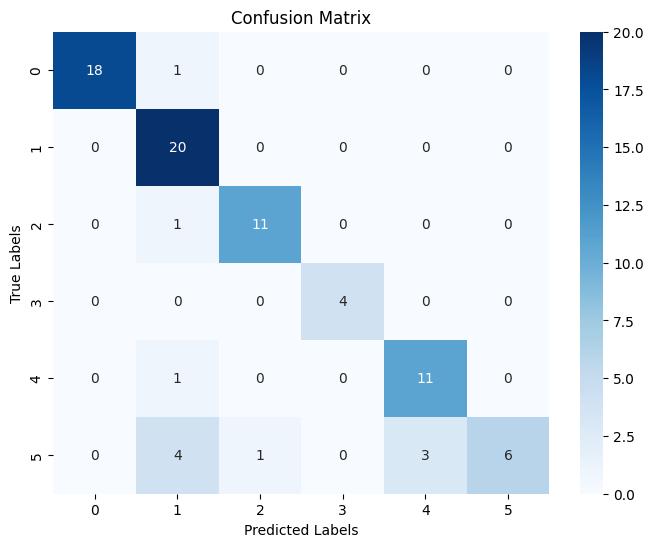 Confusion Matrix
0 18 1 0 0 0 0
1 0 20 0 0 0 0
2 0 1 11 0 0 0
3 0 0 0 4 0 0
4 0 1 0 0 11 0
5 0 4 1 0 3 6
0 1 2 3 4 5
True Labels
Predicted Labels
20.0
17.5
15.0
12.5
10.0
7.5
5.0
2.5
0.0